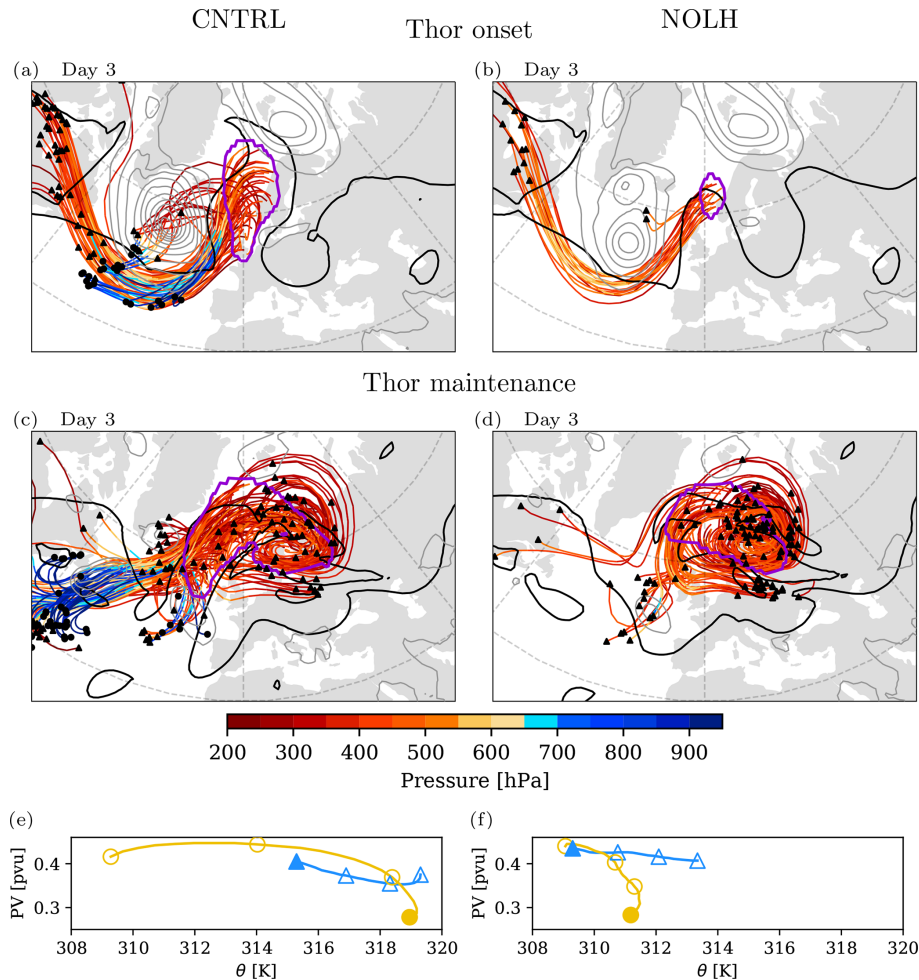 CNTRL NOLH
Thor onset
(a) Day 3 (b) Day 3
Thor maintenance
(c) Day 3 (d) Day 3
200 300 400 500 600 700 800 900
Pressure [hPa]
(e) (f)
PV [pvu] 0.4 0.3 PV [pvu] 0.4 0.3
308 310 312 314 316 318 320 308 310 312 314 316 318 320
θ [K] θ [K]